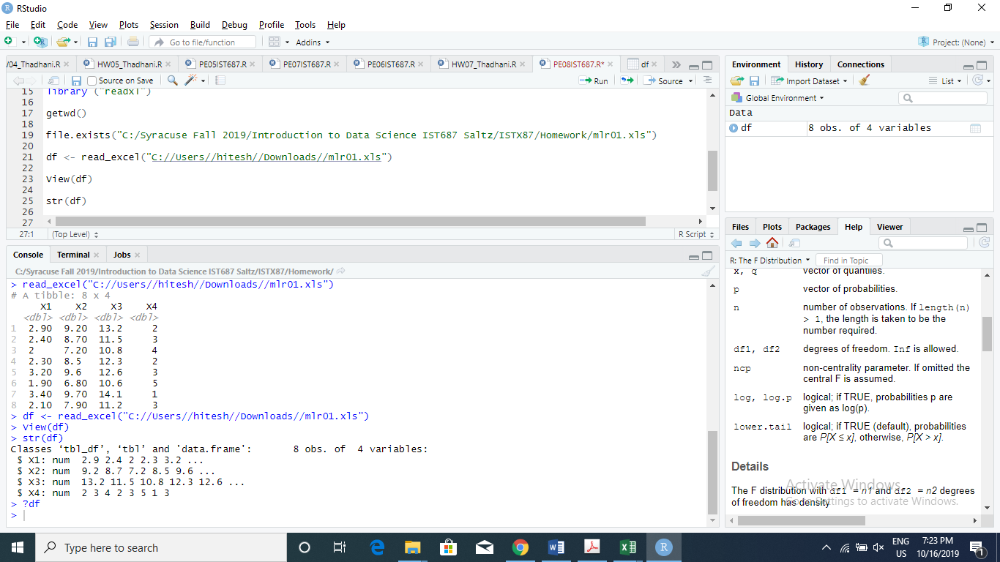 RStudio
File Edit Code View Plots Session Build Debug Profile Tools Help
Go to file/function Addins Project: (None)
/04_Thadhani.R HW05_Thadhani.R PE05IST687.R PE07IST687.R PE06IST687.R HW07_Thadhani.R PE08IST687.R* df
Source on Save Run Source
15 library ("readxl")
16
17 getwd()
18
19 file.exists("C:/Syracuse Fall 2019/Introduction to Data Science IST687 Saltz/ISTX87/Homework/mlr01.xls")
20
21 df <- read_excel("C://Users//hitesh//Downloads//mlr01.xls")
22
23 View(df)
24
25 str(df)
26
27
27:1 (Top Level) R Script
Console Terminal Jobs
C:/Syracuse Fall 2019/Introduction to Data Science IST687 Saltz/ISTX87/Homework/
> read_excel("C://Users//hitesh//Downloads//mlr01.xls")
# A tibble: 8 x 4
X1 X2 X3 X4
<dbl> <dbl> <dbl> <dbl>
1 2.90 9.20 13.2 2
2 2.40 8.70 11.5 3
3 2 7.20 10.8 4
4 2.30 8.5 12.3 2
5 3.20 9.6 12.6 3
6 1.90 6.80 10.6 5
7 3.40 9.70 14.1 1
8 2.10 7.90 11.2 3
> df <- read_excel("C://Users//hitesh//Downloads//mlr01.xls")
> View(df)
> str(df)
Classes ‘tbl_df’, ‘tbl’ and 'data.frame': 8 obs. of 4 variables:
$ X1: num 2.9 2.4 2 2.3 3.2 ...
$ X2: num 9.2 8.7 7.2 8.5 9.6 ...
$ X3: num 13.2 11.5 10.8 12.3 12.6 ...
$ X4: num 2 3 4 2 3 5 1 3
> ?df
>
Environment History Connections
Import Dataset List
Global Environment
Data
df 8 obs. of 4 variables
Files Plots Packages Help Viewer
R: The F Distribution Find in Topic
x, q vector of quantiles.
p vector of probabilities.
n number of observations. If length(n)
> 1, the length is taken to be the
number required.
df1, df2 degrees of freedom. Inf is allowed.
ncp non-centrality parameter. If omitted the
central F is assumed.
log, log.p logical; if TRUE, probabilities p are
given as log(p).
lower.tail logical; if TRUE (default), probabilities
are P[X ≤ x], otherwise, P[X > x].
Details
The F distribution with df1 = n1 and df2 = n2 degrees
of freedom has density
Activate Windows
Go to Settings to activate Windows.
Type here to search
ENG
US
7:23 PM
10/16/2019
1